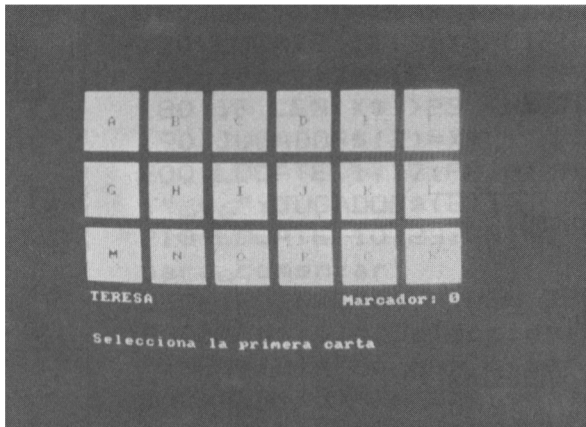 A B C D E F
G H I J K L
M N O P Q R
TERESA Marcador: 0
Selecciona la primera carta